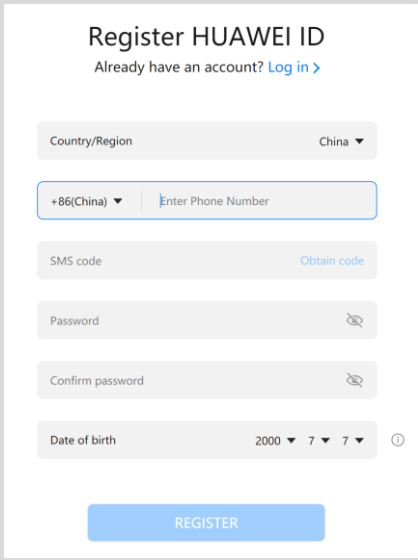 Register HUAWEI ID
Already have an account? Log in
Country/Region China
+86(China) Enter Phone Number
SMS code Obtain code
Password
Confirm password
Date of birth 2000 7 7
REGISTER